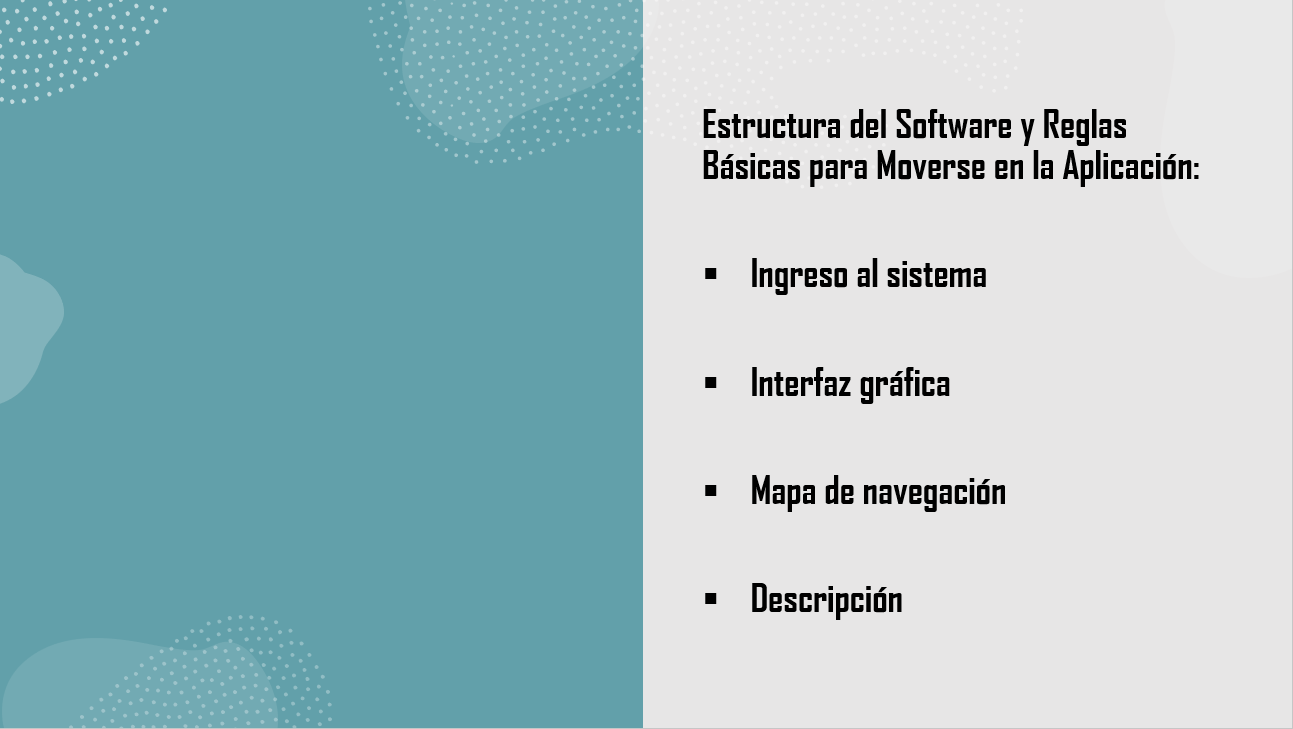 Estructura del Software y Reglas
Básicas para Moverse en la Aplicación:
▪ Ingreso al sistema
▪ Interfaz gráfica
▪ Mapa de navegación
▪ Descripción